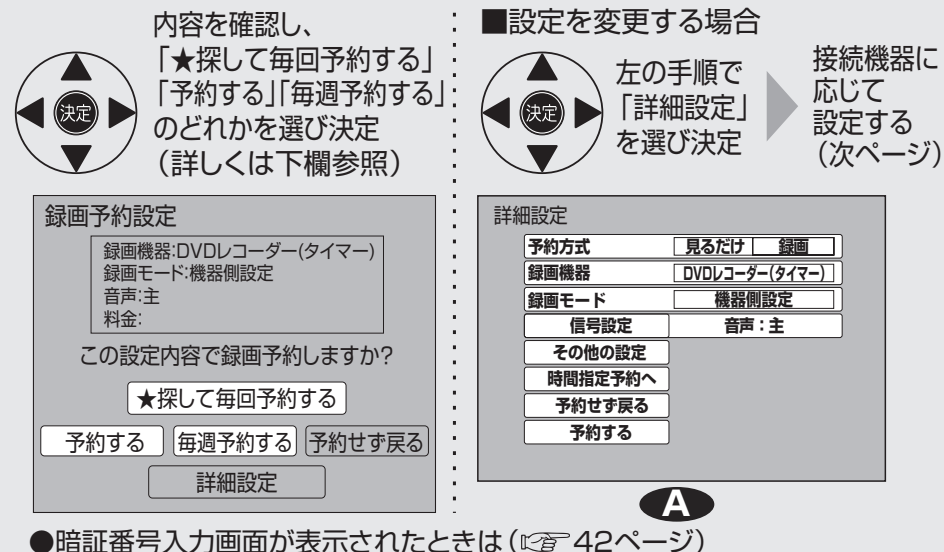 内容を確認し、
「★探して毎回予約する」
「予約する」「毎週予約する」
のどれかを選び決定
(詳しくは下欄参照)
決定
録画予約設定
録画機器:DVDレコーダー(タイマー)
録画モード:機器側設定
音声:主
料金:
この設定内容で録画予約しますか?
★探して毎回予約する
予約する 毎週予約する 予約せず戻る
詳細設定
■設定を変更する場合
決定
左の手順で
「詳細設定」
を選び決定
接続機器に
応じて
設定する
(次ページ)
詳細設定
予約方式 見るだけ 録画
録画機器 DVDレコーダー(タイマー)
録画モード 機器側設定
信号設定 音声:主
その他の設定
時間指定予約へ
予約せず戻る
予約する
A
●暗証番号入力画面が表示されたときは(☞42ページ)